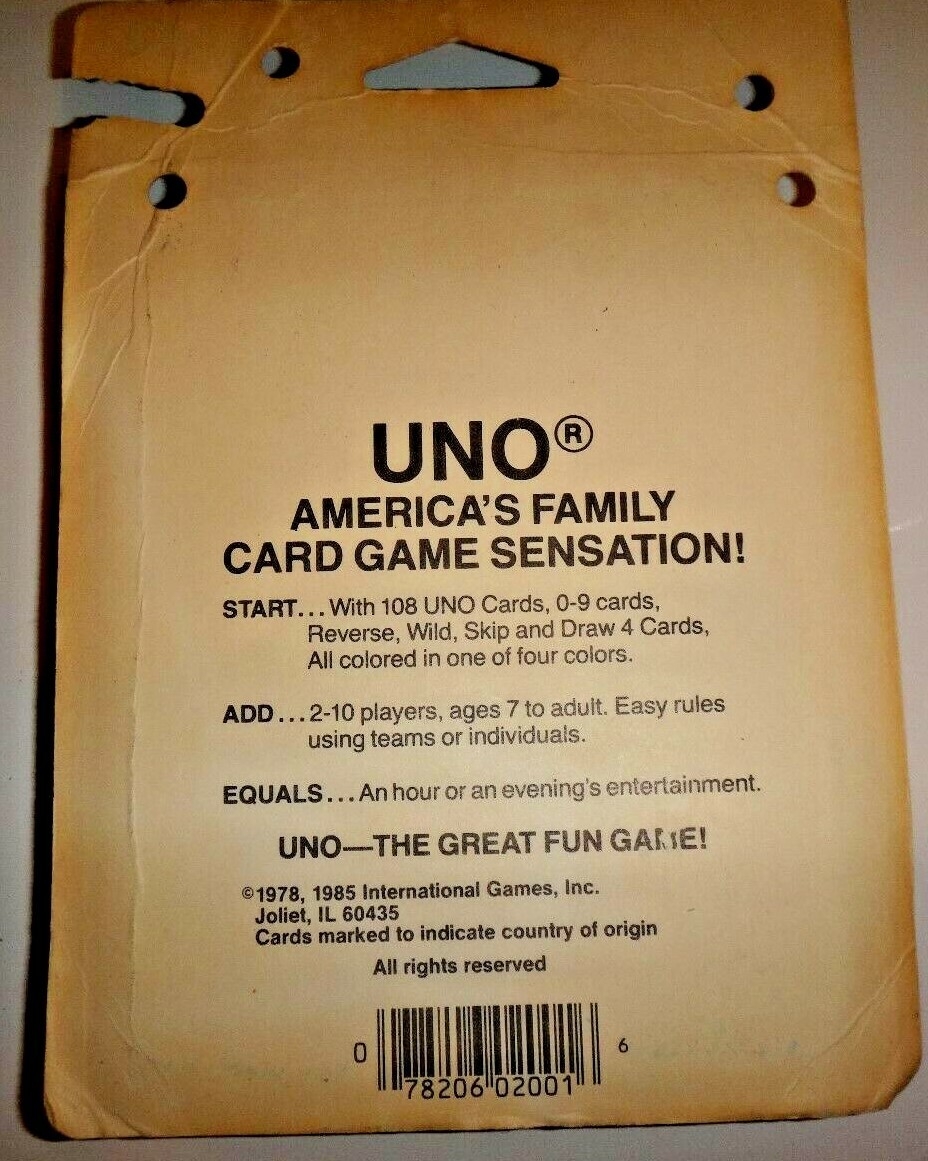 UNO®
AMERICA'S FAMILY
CARD GAME SENSATION!
START... With 108 UNO Cards, 0-9 cards,
Reverse, Wild, Skip and Draw 4 Cards,
All colored in one of four colors.
ADD... 2-10 players, ages 7 to adult. Easy rules
using teams or individuals.
EQUALS... An hour or an evening's entertainment.
UNO—THE GREAT FUN GAME!
©1978, 1985 International Games, Inc.
Joliet, IL 60435
Cards marked to indicate country of origin
All rights reserved
0 78206 02001 6